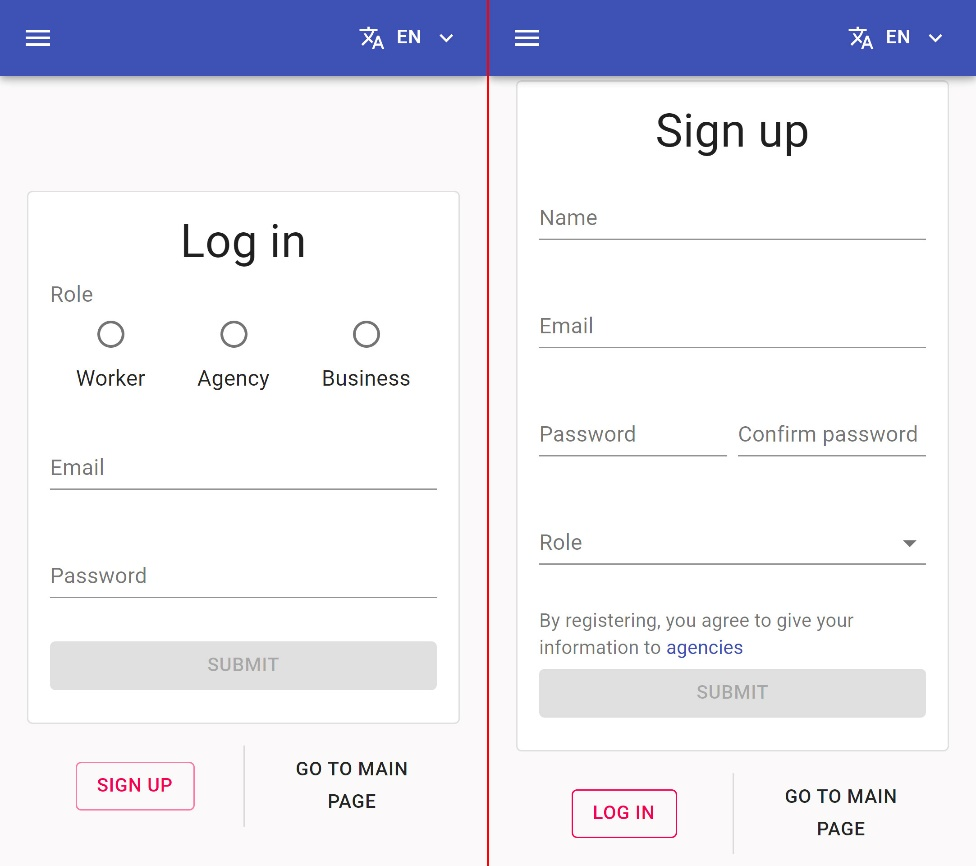 EN
Log in
Role
Worker Agency Business
Email
Password
SUBMIT
SIGN UP
GO TO MAIN
PAGE
EN
Sign up
Name
Email
Password Confirm password
Role
By registering, you agree to give your
information to agencies
SUBMIT
LOG IN
GO TO MAIN
PAGE